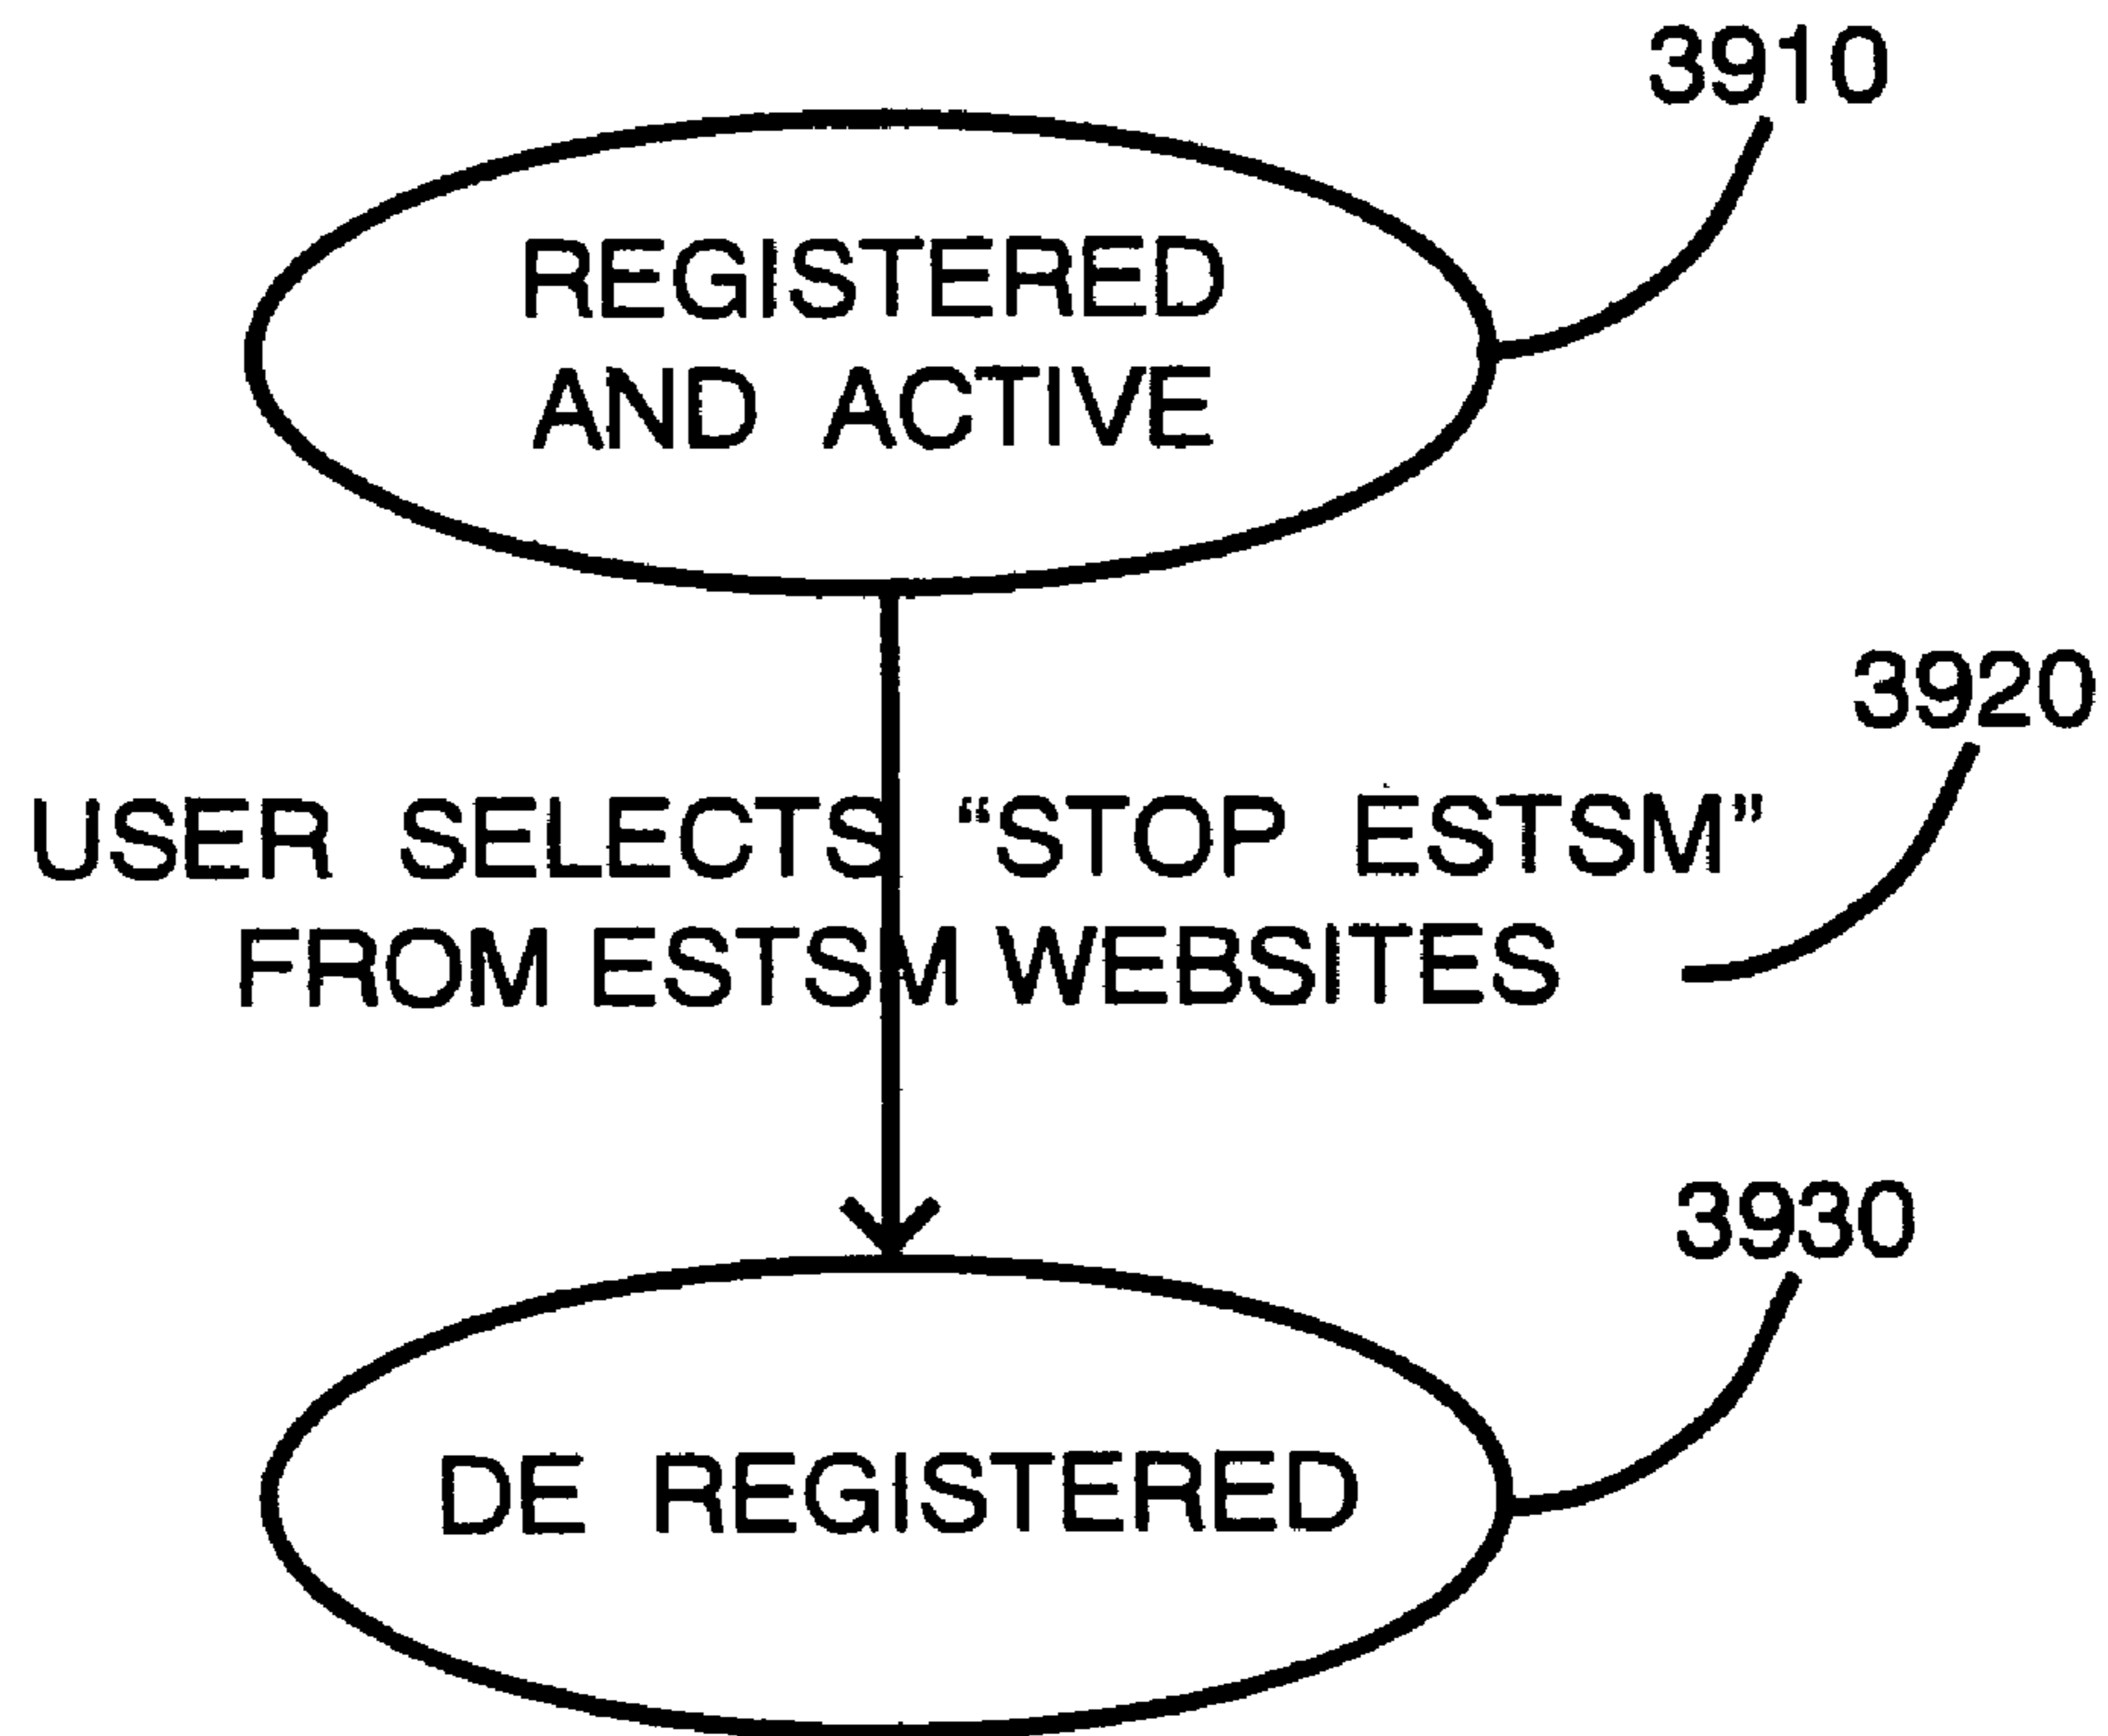 3910
REGISTERED
AND ACTIVE
3920
USER SELECTS “STOP ESTSM”
FROM ESTSM WEBSITES
3930
DE REGISTERED